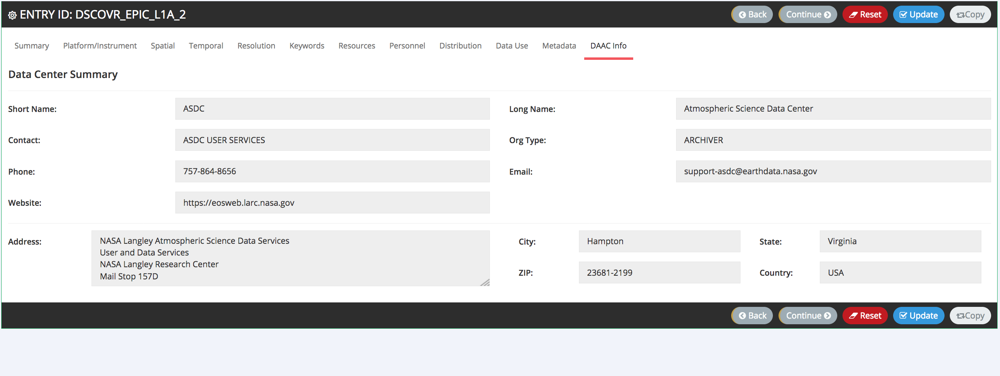 ENTRY ID: DSCOVR_EPIC_L1A_2
Back Continue Reset Update Copy
Summary Platform/Instrument Spatial Temporal Resolution Keywords Resources Personnel Distribution Data Use Metadata DAAC Info
Data Center Summary
Short Name: ASDC Long Name: Atmospheric Science Data Center
Contact: ASDC USER SERVICES Org Type: ARCHIVER
Phone: 757-864-8656 Email: support-asdc@earthdata.nasa.gov
Website: https://eosweb.larc.nasa.gov
Address: NASA Langley Atmospheric Science Data Services
User and Data Services
NASA Langley Research Center
Mail Stop 157D
City: Hampton State: Virginia
ZIP: 23681-2199 Country: USA
Back Continue Reset Update Copy